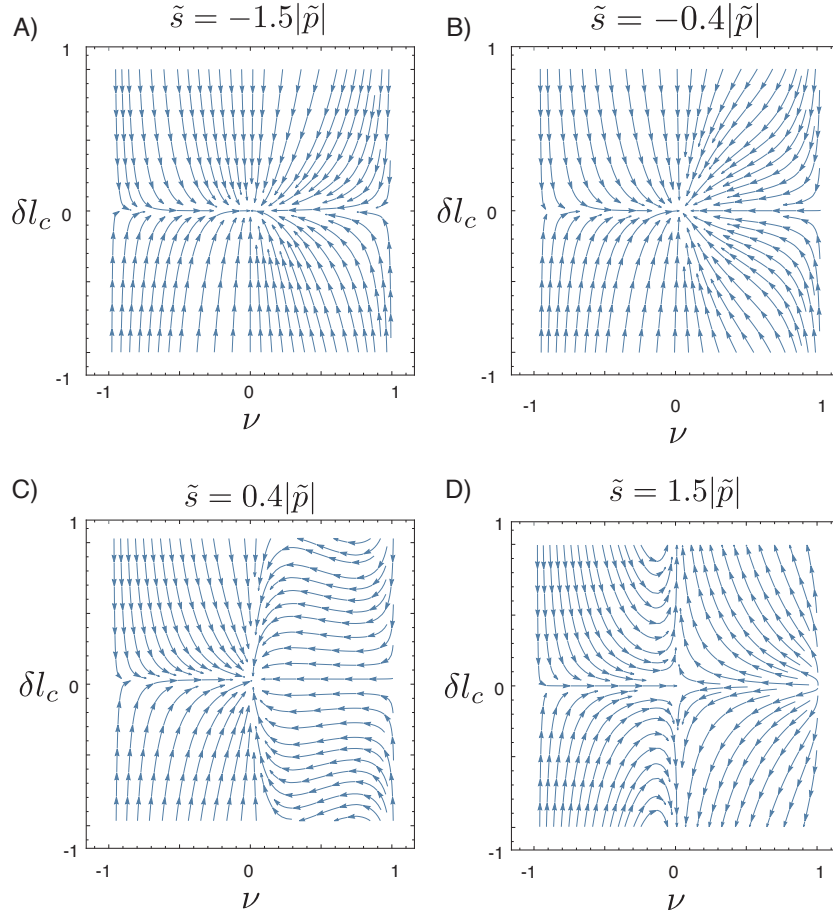 A) s̃ = −1.5|p̃|
B) s̃ = −0.4|p̃|
1
δl_c 0
-1
-1 0 1
ν
1
δl_c 0
-1
-1 0 1
ν
C) s̃ = 0.4|p̃|
D) s̃ = 1.5|p̃|
1
δl_c 0
-1
-1 0 1
ν
1
δl_c 0
-1
-1 0 1
ν